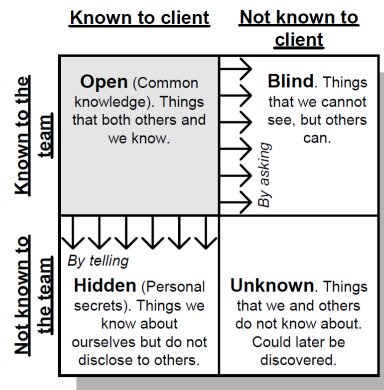 Known to client
Not known to
client
Known to the
team
Open (Common
knowledge). Things
that both others and
we know.
By asking
Blind. Things
that we cannot
see, but others
can.
Not known to
the team
By telling
Hidden (Personal
secrets). Things we
know about
ourselves but do not
disclose to others.
Unknown. Things
that we and others
do not know about.
Could later be
discovered.